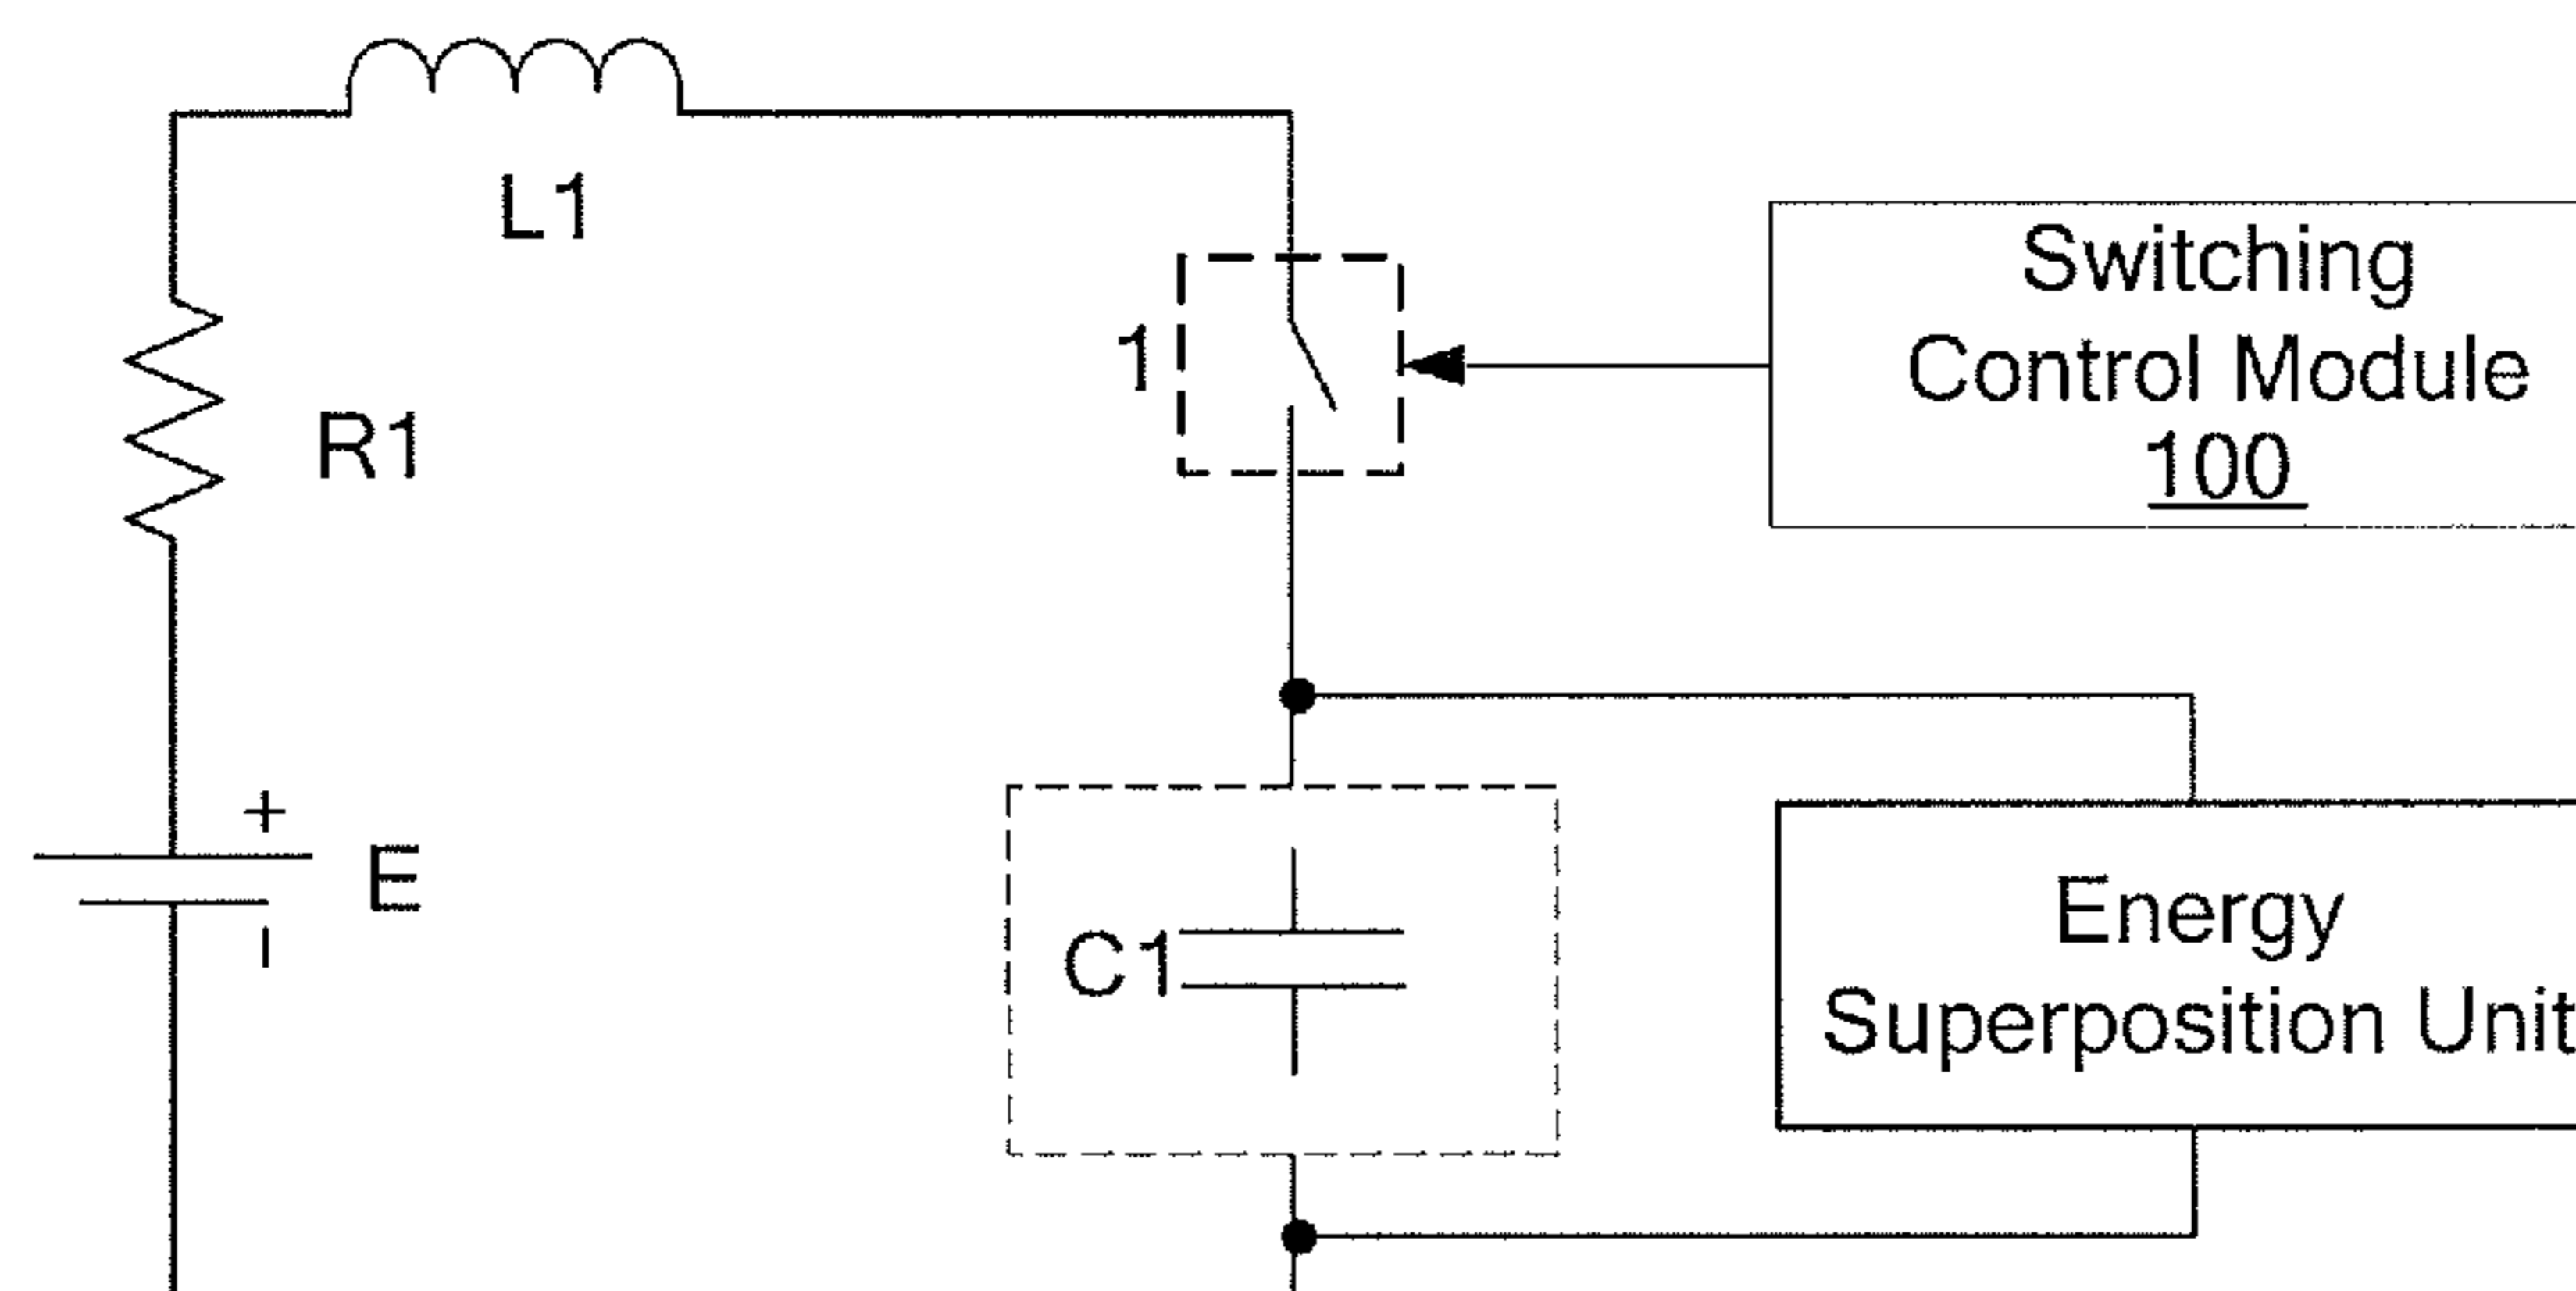 L1
Switching
Control Module
100
1
R1
+
E
-
Energy
Superposition Unit
C1